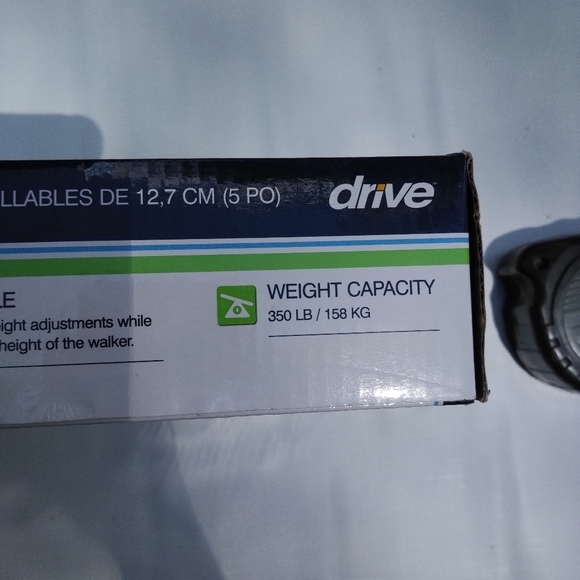 LLABLES DE 12,7 CM (5 PO)
drive
LE
WEIGHT CAPACITY
350 LB / 158 KG
ight adjustments while
height of the walker.